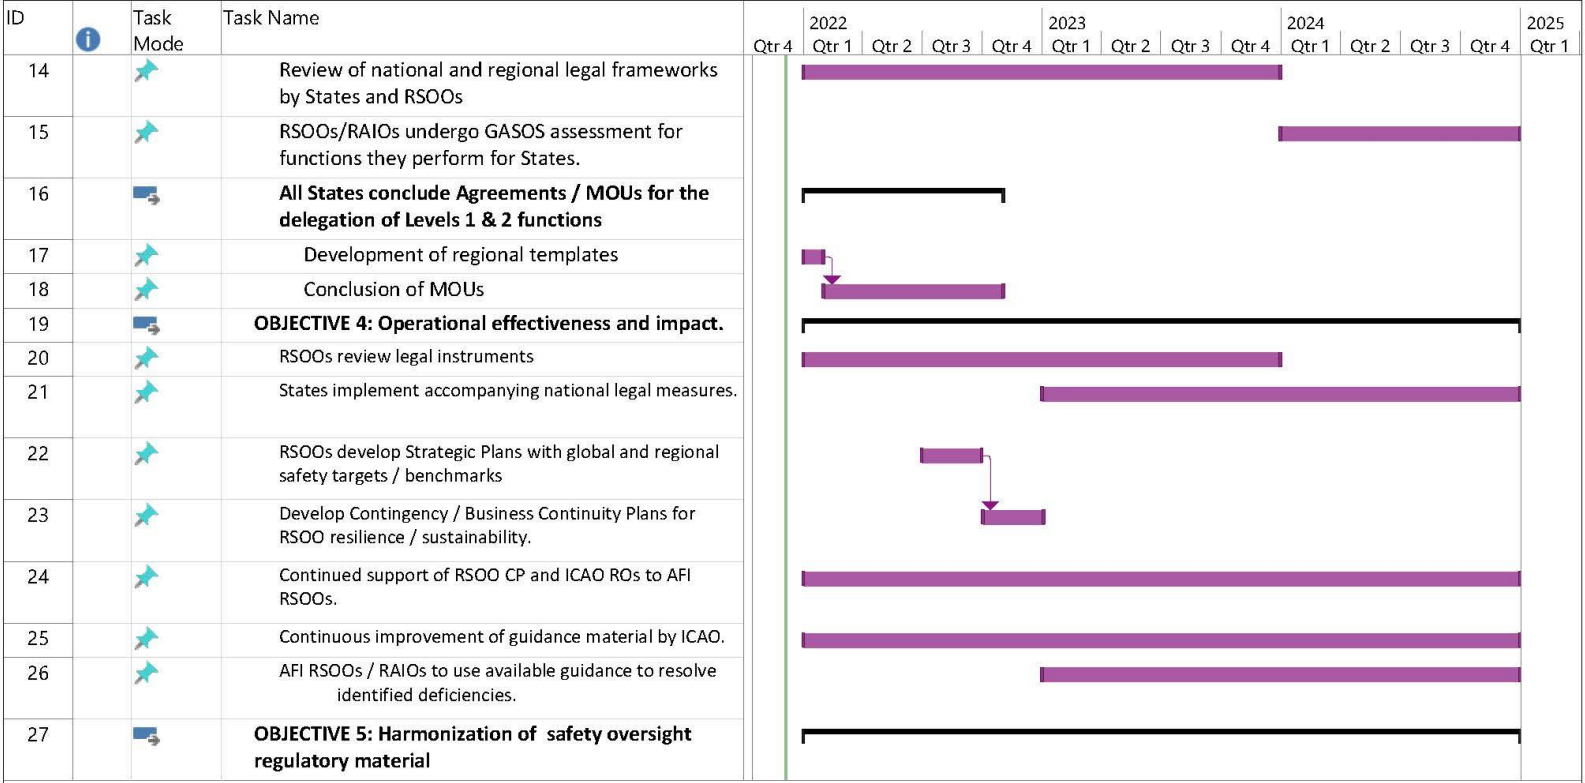 ID
Task
Mode
Task Name
2022
2023
2024
2025
Qtr 4 Qtr 1 Qtr 2 Qtr 3 Qtr 4 Qtr 1 Qtr 2 Qtr 3 Qtr 4 Qtr 1 Qtr 2 Qtr 3 Qtr 4 Qtr 1
14 Review of national and regional legal frameworks
by States and RSOOs
15 RSOOs/RAIOs undergo GASOS assessment for
functions they perform for States.
16 All States conclude Agreements / MOUs for the
delegation of Levels 1 & 2 functions
17 Development of regional templates
18 Conclusion of MOUs
19 OBJECTIVE 4: Operational effectiveness and impact.
20 RSOOs review legal instruments
21 States implement accompanying national legal measures.
22 RSOOs develop Strategic Plans with global and regional
safety targets / benchmarks
23 Develop Contingency / Business Continuity Plans for
RSOO resilience / sustainability.
24 Continued support of RSOO CP and ICAO ROs to AFI
RSOOs.
25 Continuous improvement of guidance material by ICAO.
26 AFI RSOOs / RAIOs to use available guidance to resolve
identified deficiencies.
27 OBJECTIVE 5: Harmonization of safety oversight
regulatory material